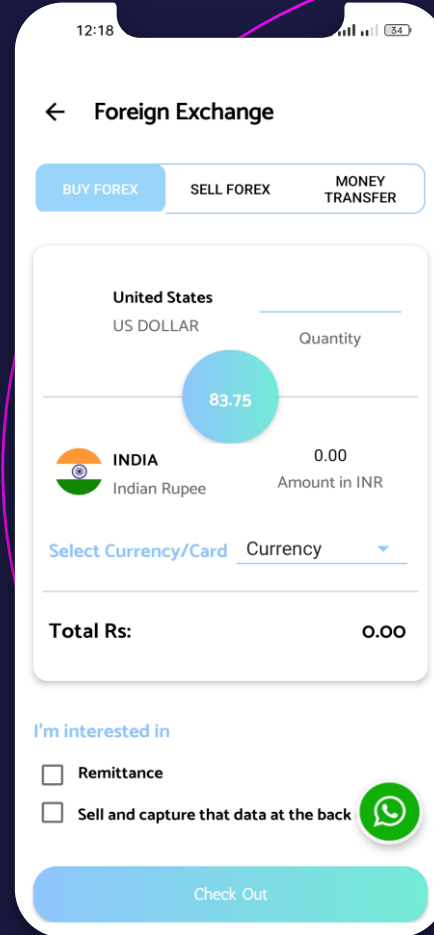 12:18
34
Foreign Exchange
BUY FOREX
SELL FOREX
MONEY
TRANSFER
United States
US DOLLAR
Quantity
83.75
INDIA
0.00
Indian Rupee
Amount in INR
Select Currency/Card
Currency
Total Rs:
0.00
I'm interested in
Remittance
Sell and capture that data at the back
Check Out